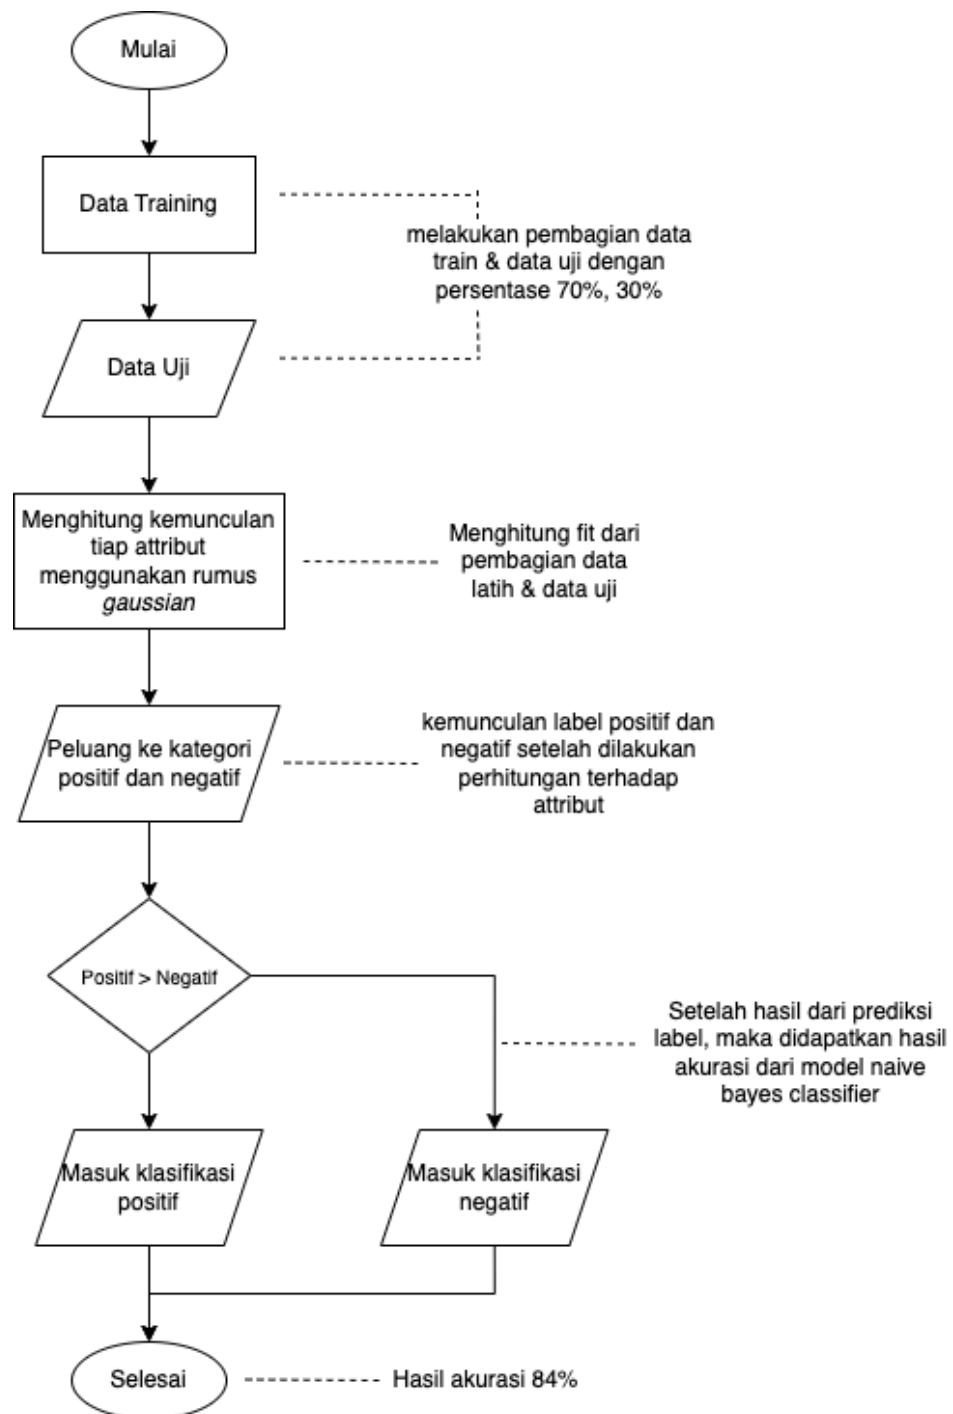 Mulai
Data Training
melakukan pembagian data
train & data uji dengan
persentase 70%, 30%
Data Uji
Menghitung kemunculan
tiap attribut
menggunakan rumus
gaussian
Menghitung fit dari
pembagian data
latih & data uji
Peluang ke kategori
positif dan negatif
kemunculan label positif dan
negatif setelah dilakukan
perhitungan terhadap
attribut
Positif > Negatif
Setelah hasil dari prediksi
label, maka didapatkan hasil
akurasi dari model naive
bayes classifier
Masuk klasifikasi
positif
Masuk klasifikasi
negatif
Selesai
Hasil akurasi 84%